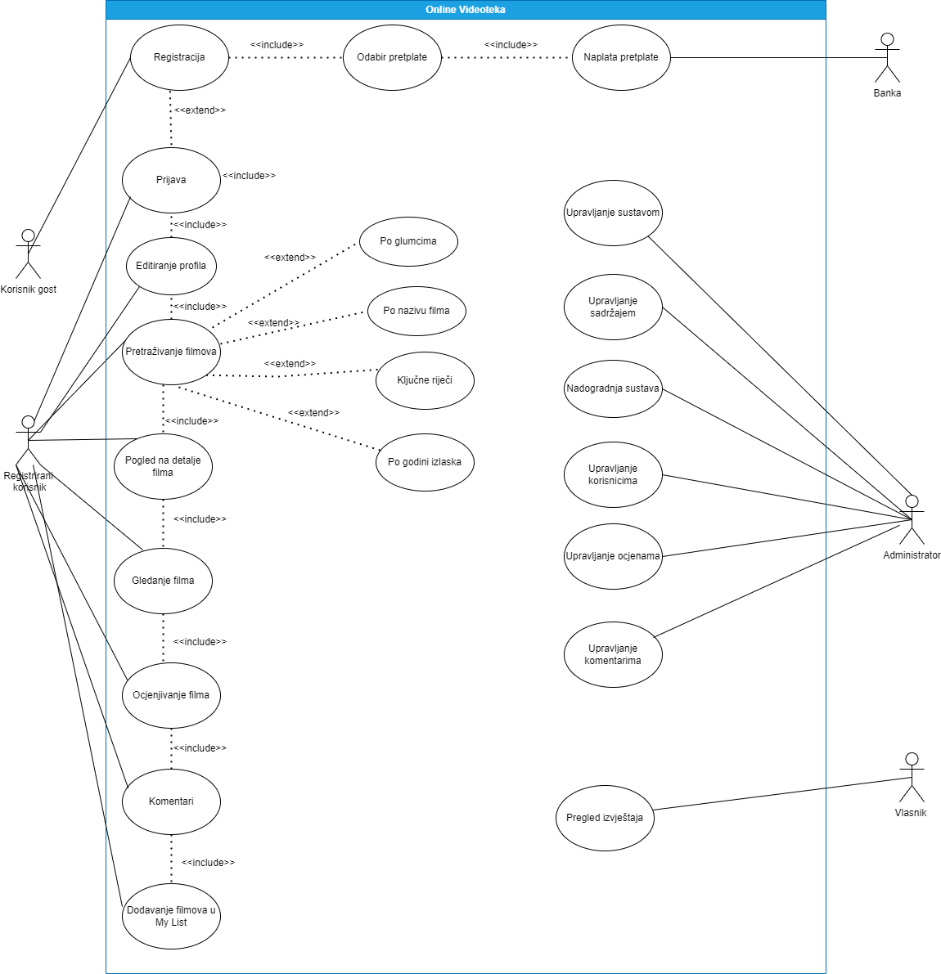 Online Videoteka
Registracija
<<include>>
Odabir pretplate
<<include>>
Naplata pretplate
Banka
<<extend>>
Prijava
<<include>>
<<include>>
Upravljanje sustavom
Korisnik gost
Editiranje profila
<<include>>
Po glumcima
<<extend>>
Po nazivu filma
<<extend>>
Pretraživanje filmova
<<extend>>
Ključne riječi
<<extend>>
Po godini izlaska
Upravljanje
sadržajem
Nadogradnja sustava
<<include>>
Registrirani
korisnik
Pogled na detalje
filma
Upravljanje
korisnicima
<<include>>
Gledanje filma
Upravljanje ocjenama
Administrator
<<include>>
Upravljanje
komentarima
Ocjenjivanje filma
<<include>>
Komentari
Pregled izvještaja
Vlasnik
<<include>>
Dodavanje filmova u
My List